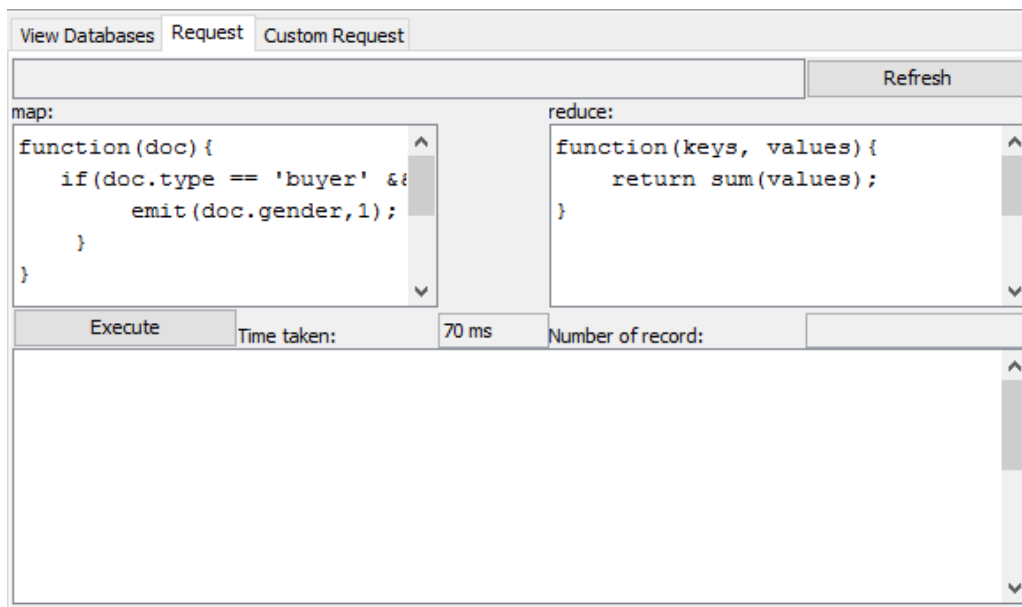 View Databases Request Custom Request
Refresh
map: reduce:
function(doc){
if(doc.type == 'buyer' &&
emit(doc.gender,1);
}
}
function(keys, values){
return sum(values);
}
Execute Time taken: 70 ms Number of record: